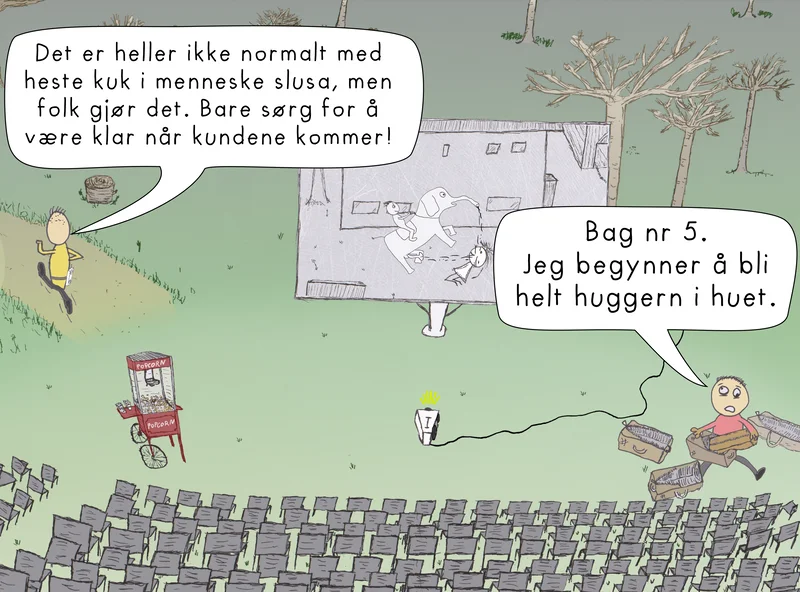 Det er heller ikke normalt med
heste kuk i menneske slusa, men
folk gjør det. Bare sørg for å
være klar når kundene kommer!
Bag nr 5.
Jeg begynner å bli
helt huggern i huet.
POPCORN
POPCORN
I